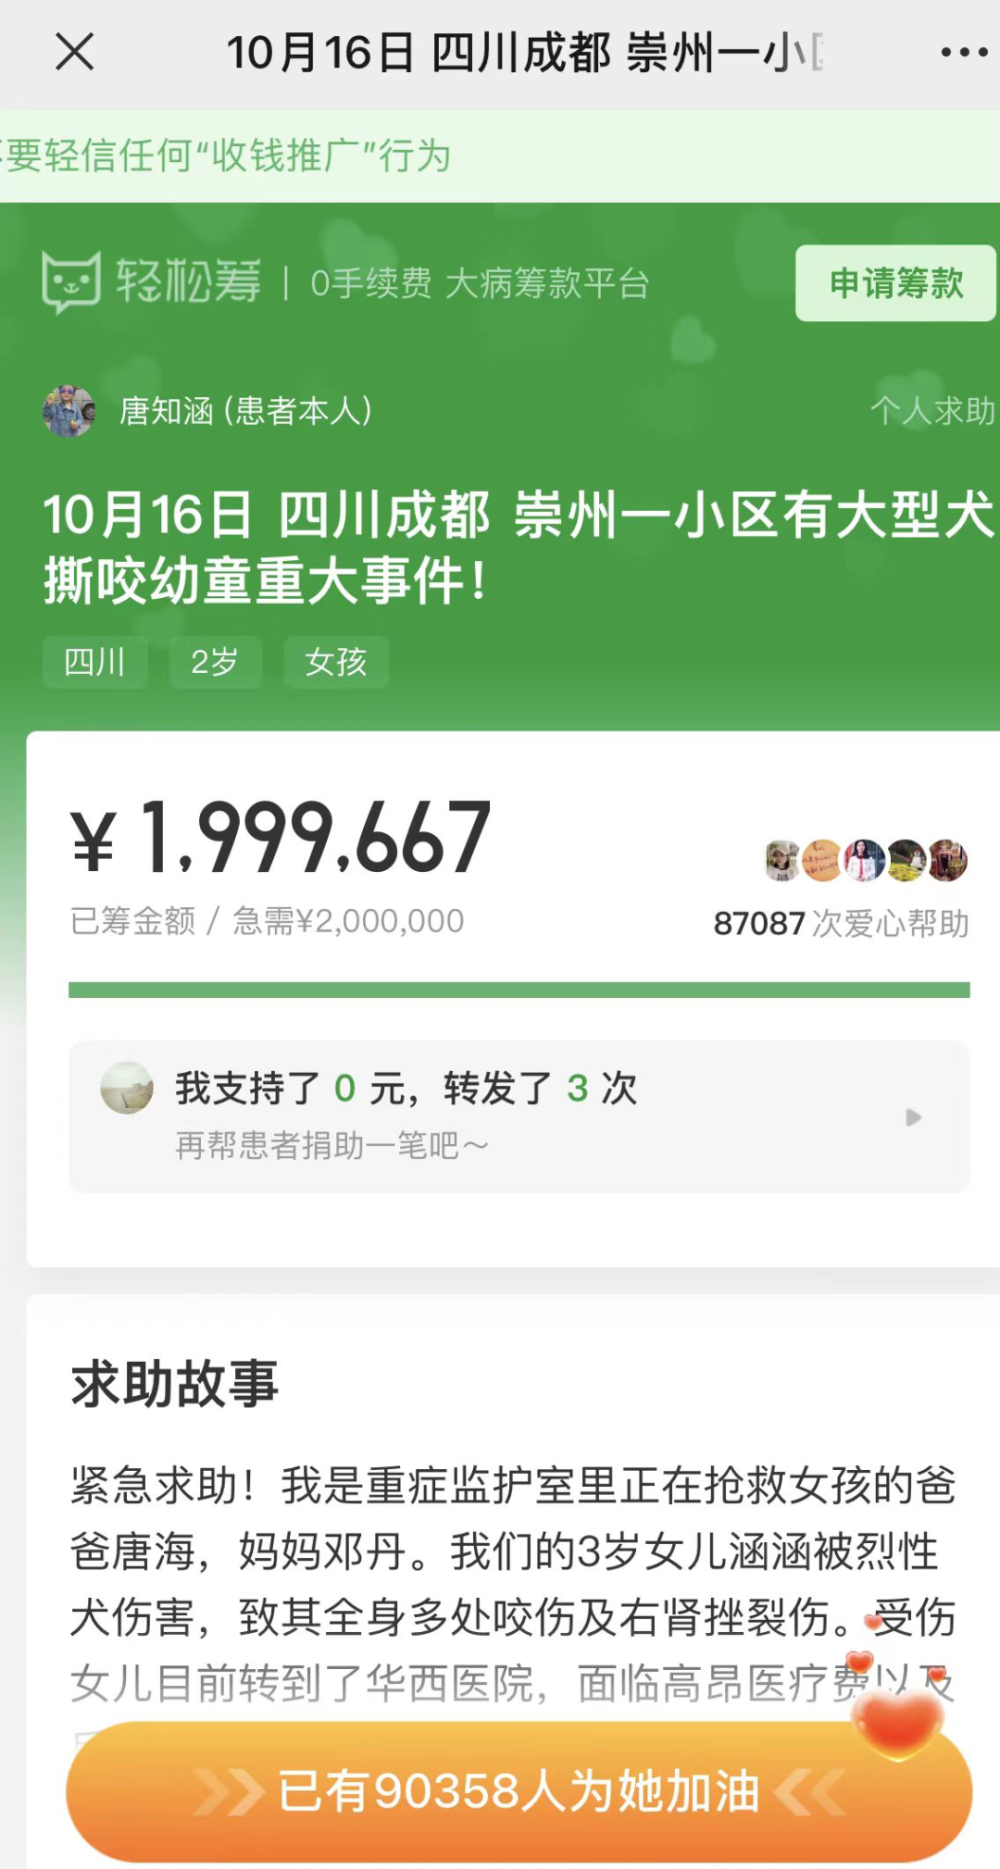 10月16日 四川成都 崇州一小
要轻信任何“收钱推广”行为
轻松筹 | 0手续费 大病筹款平台
申请筹款
唐知涵 (患者本人)
个人求助
10月16日 四川成都 崇州一小区有大型犬
撕咬幼童重大事件！
四川 2岁 女孩
¥ 1,999,667
已筹金额 / 急需¥2,000,000
87087次爱心帮助
我支持了 0 元，转发了 3 次
再帮患者捐助一笔吧～
求助故事
紧急求助！我是重症监护室里正在抢救女孩的爸
爸唐海，妈妈邓丹。我们的3岁女儿涵涵被烈性
犬伤害，致其全身多处咬伤及右肾挫裂伤。受伤
女儿目前转到了华西医院，面临高昂医疗费以及
已有90358人为她加油